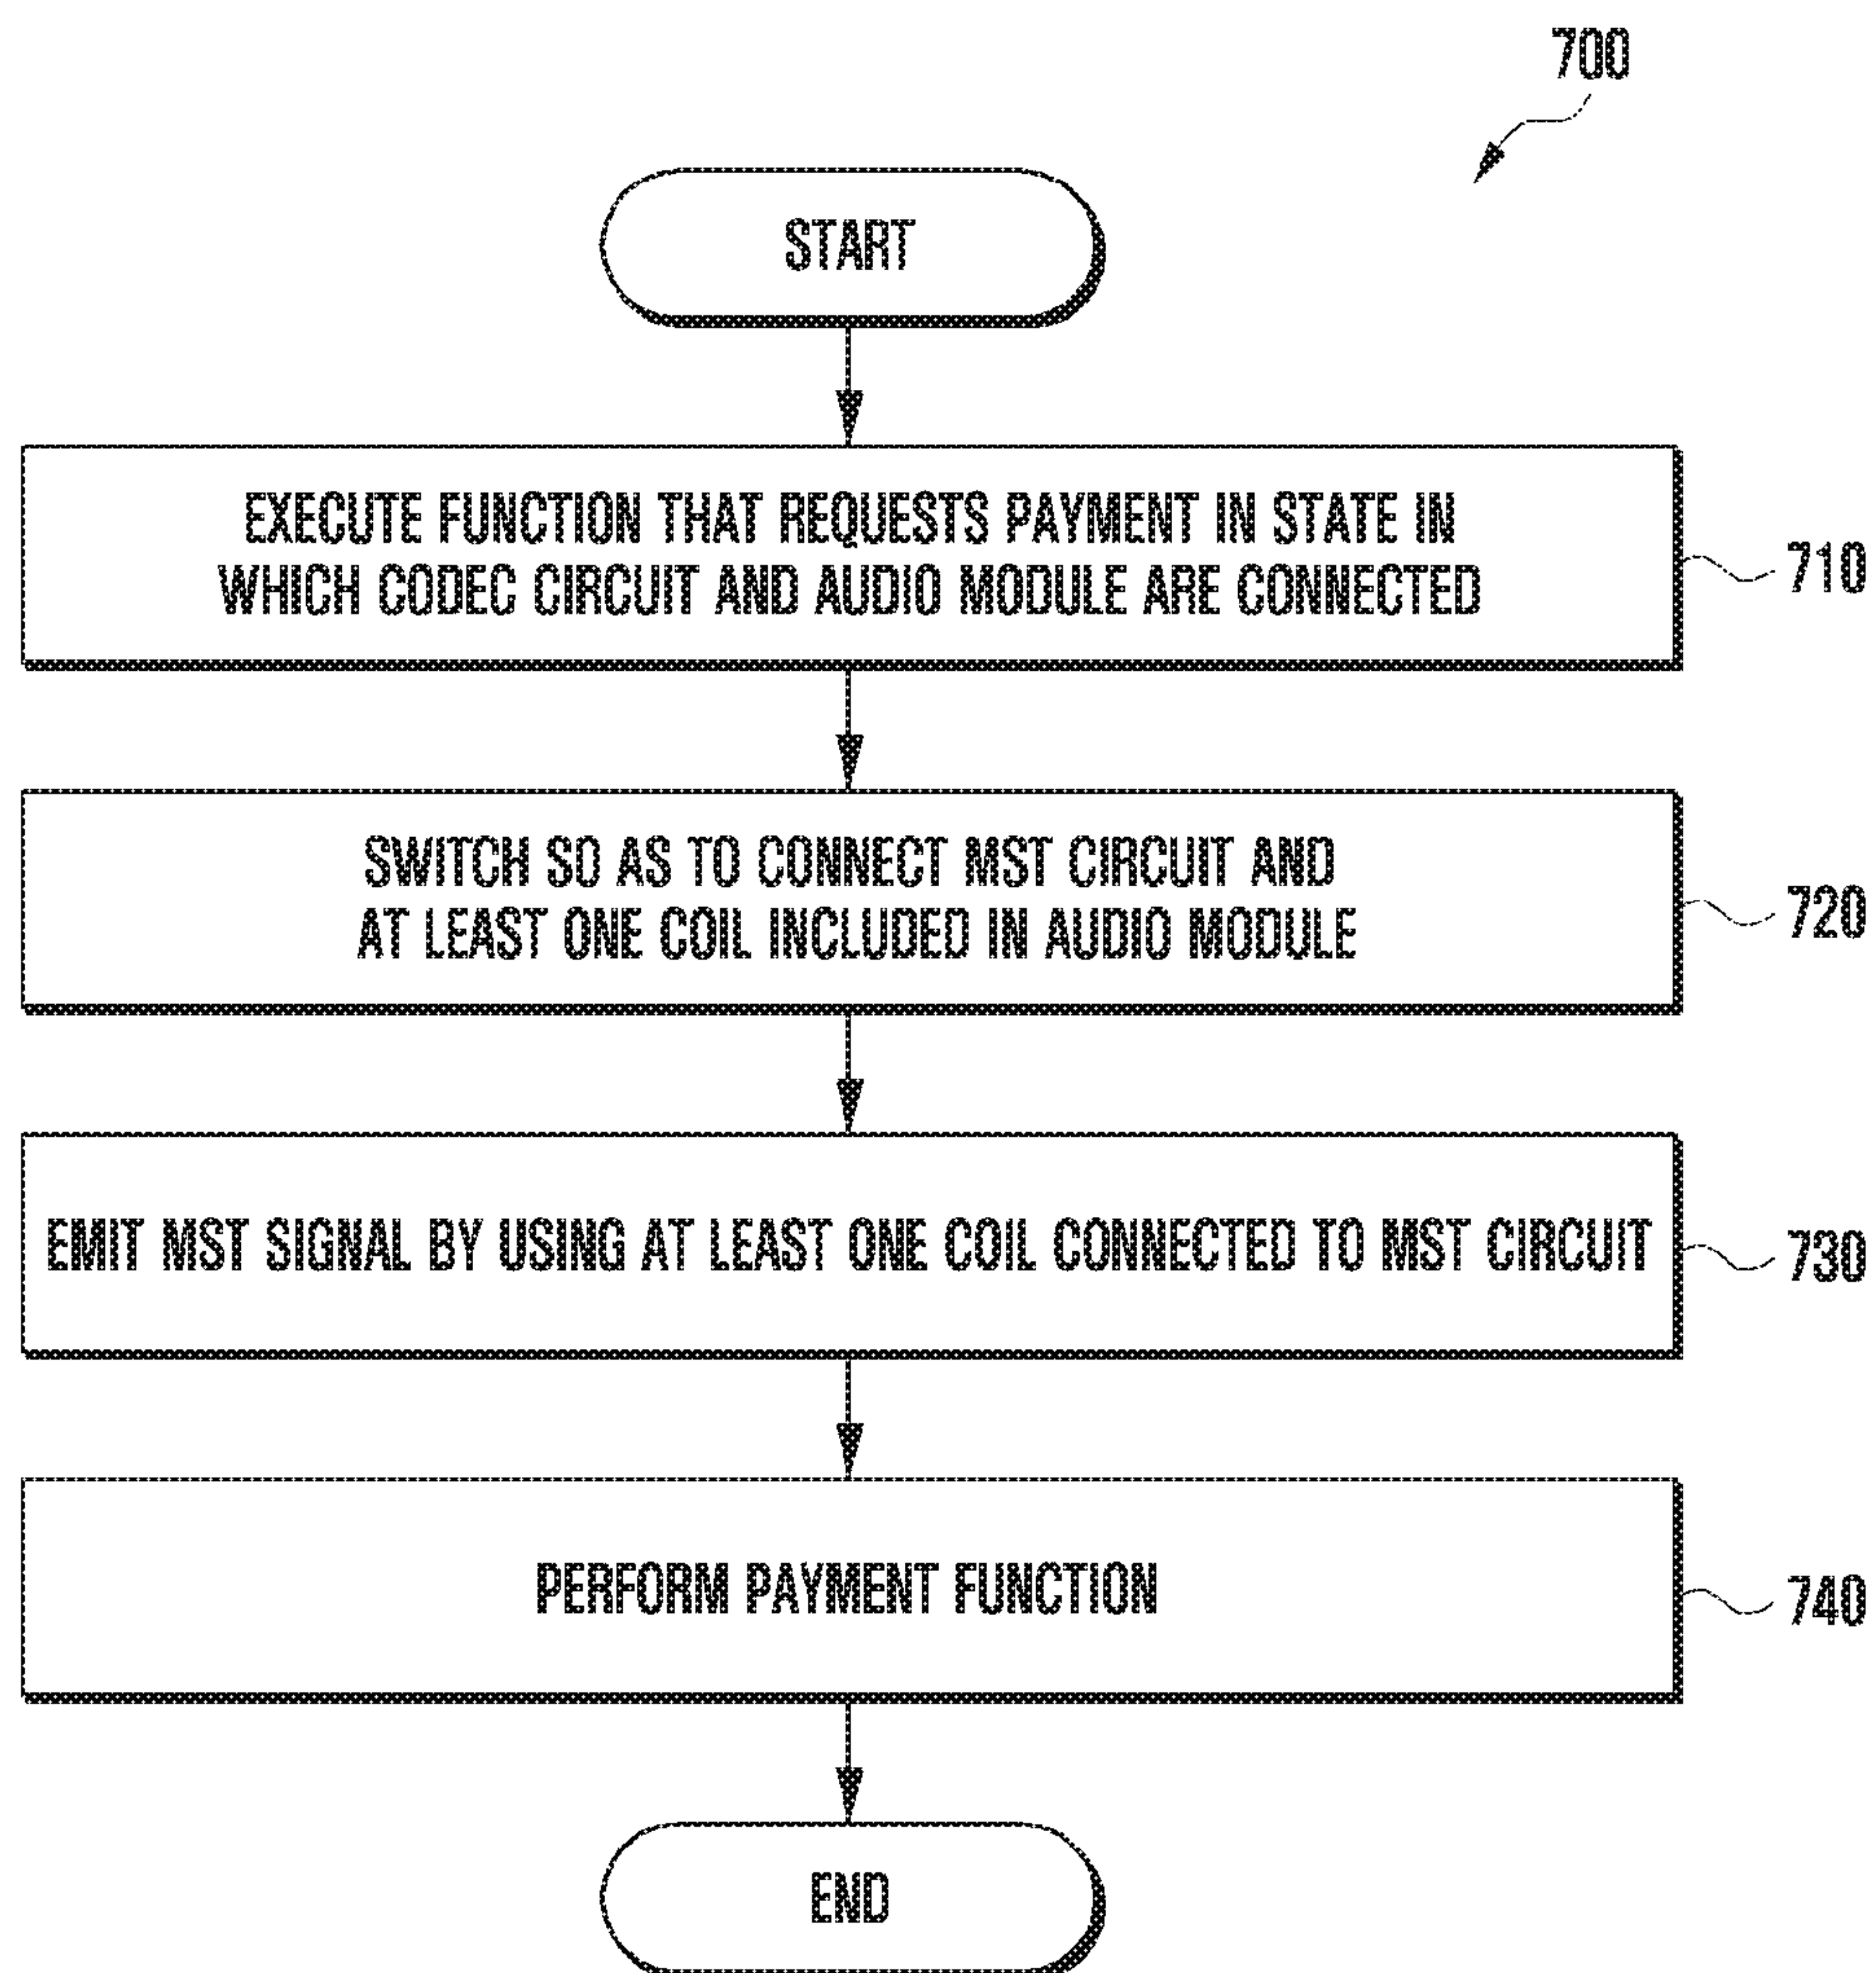 700
START
EXECUTE FUNCTION THAT REQUESTS PAYMENT IN STATE IN
WHICH CODEC CIRCUIT AND AUDIO MODULE ARE CONNECTED
710
SWITCH SO AS TO CONNECT MST CIRCUIT AND
AT LEAST ONE COIL INCLUDED IN AUDIO MODULE
720
EMIT MST SIGNAL BY USING AT LEAST ONE COIL CONNECTED TO MST CIRCUIT
730
PERFORM PAYMENT FUNCTION
740
END